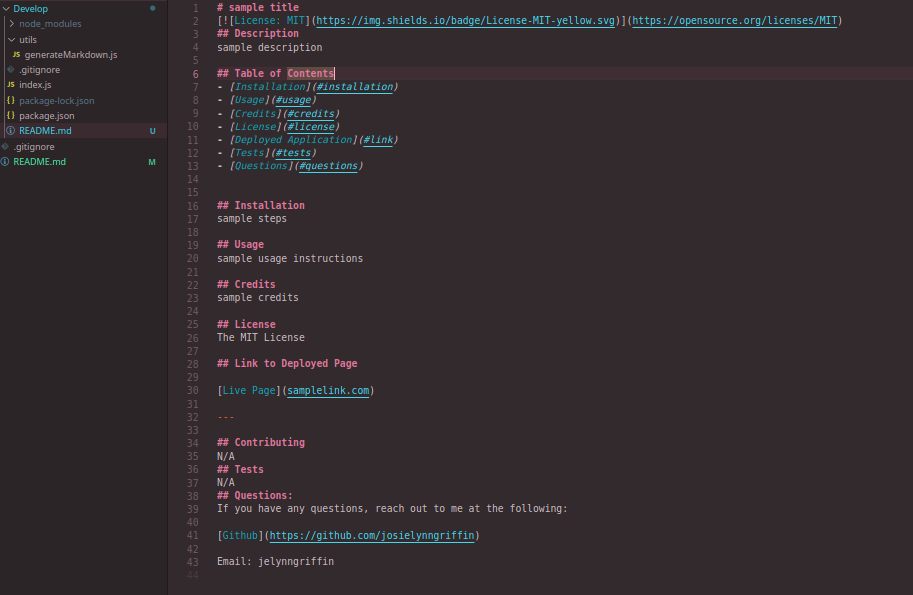 Develop
node_modules
utils
JS generateMarkdown.js
.gitignore
JS index.js
{} package-lock.json
{} package.json
README.md U
.gitignore
README.md M
1 # sample title
2 [![License: MIT](https://img.shields.io/badge/License-MIT-yellow.svg)](https://opensource.org/licenses/MIT)
3 ## Description
4 sample description
5
6 ## Table of Contents
7 - [Installation](#installation)
8 - [Usage](#usage)
9 - [Credits](#credits)
10 - [License](#license)
11 - [Deployed Application](#link)
12 - [Tests](#tests)
13 - [Questions](#questions)
14
15
16 ## Installation
17 sample steps
18
19 ## Usage
20 sample usage instructions
21
22 ## Credits
23 sample credits
24
25 ## License
26 The MIT License
27
28 ## Link to Deployed Page
29
30 [Live Page](samplelink.com)
31
32 ---
33
34 ## Contributing
35 N/A
36 ## Tests
37 N/A
38 ## Questions:
39 If you have any questions, reach out to me at the following:
40
41 [Github](https://github.com/josielynngriffin)
42
43 Email: jelynngriffin
44